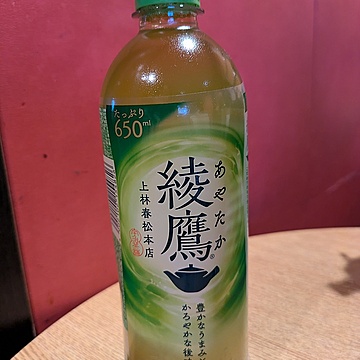 たっぷり
650ml
あやたか
綾鷹®
上林春松本店
豊かなうまみ
かろやかな後